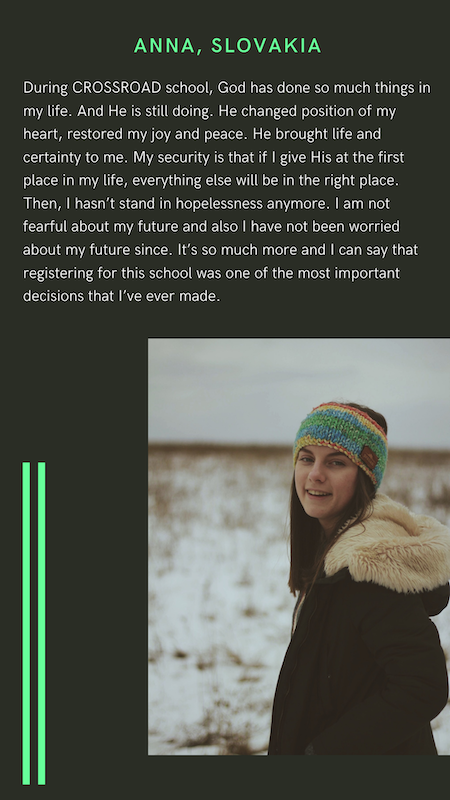 ANNA, SLOVAKIA
During CROSSROAD school, God has done so much things in
my life. And He is still doing. He changed position of my
heart, restored my joy and peace. He brought life and
certainty to me. My security is that if I give His at the first
place in my life, everything else will be in the right place.
Then, I hasn't stand in hopelessness anymore. I am not
fearful about my future and also I have not been worried
about my future since. It's so much more and I can say that
registering for this school was one of the most important
decisions that I've ever made.